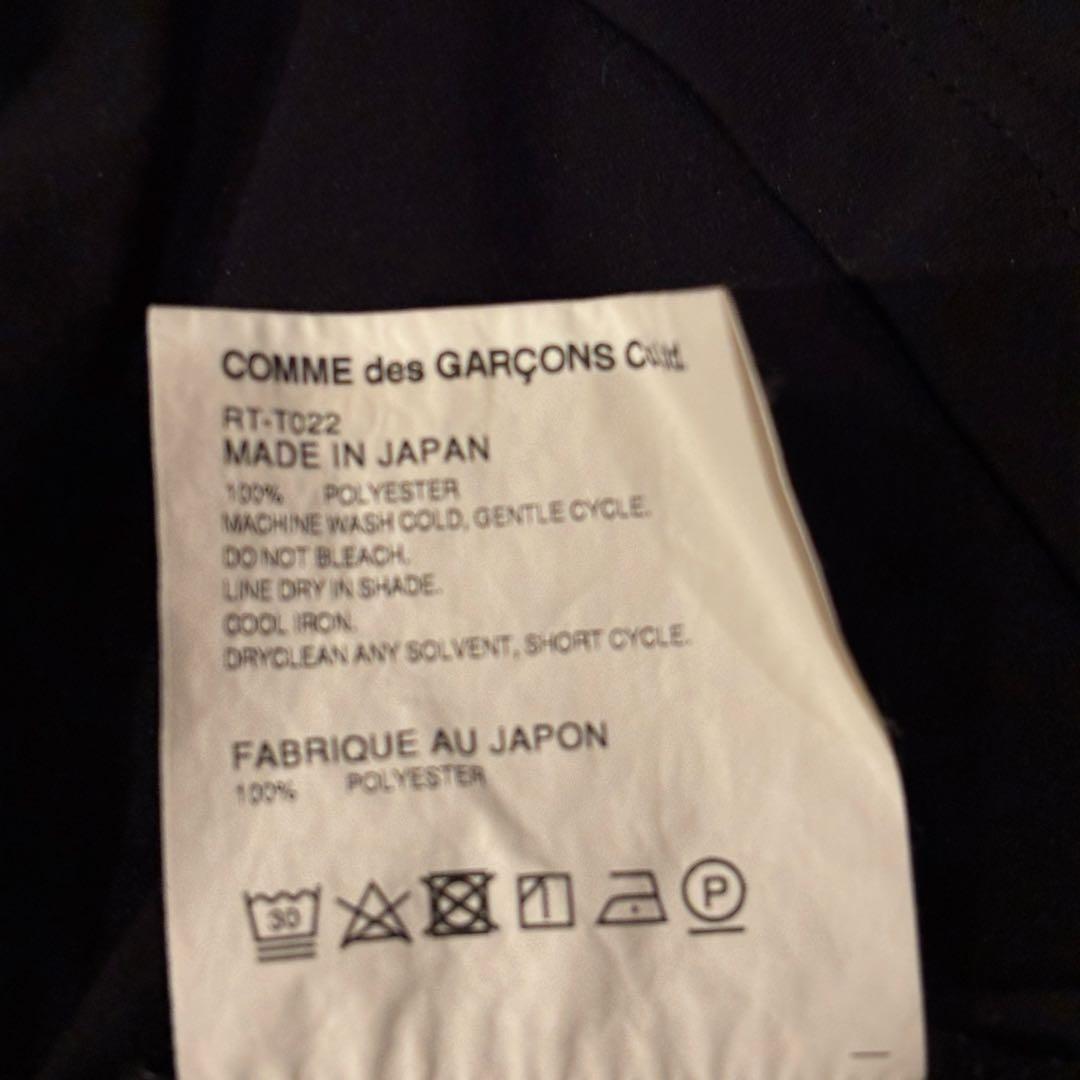 COMME des GARÇONS Co.,ltd.
RT-T022
MADE IN JAPAN
100% POLYESTER
MACHINE WASH COLD, GENTLE CYCLE.
DO NOT BLEACH.
LINE DRY IN SHADE.
COOL IRON.
DRYCLEAN ANY SOLVENT, SHORT CYCLE.
FABRIQUE AU JAPON
100% POLYESTER
30 P